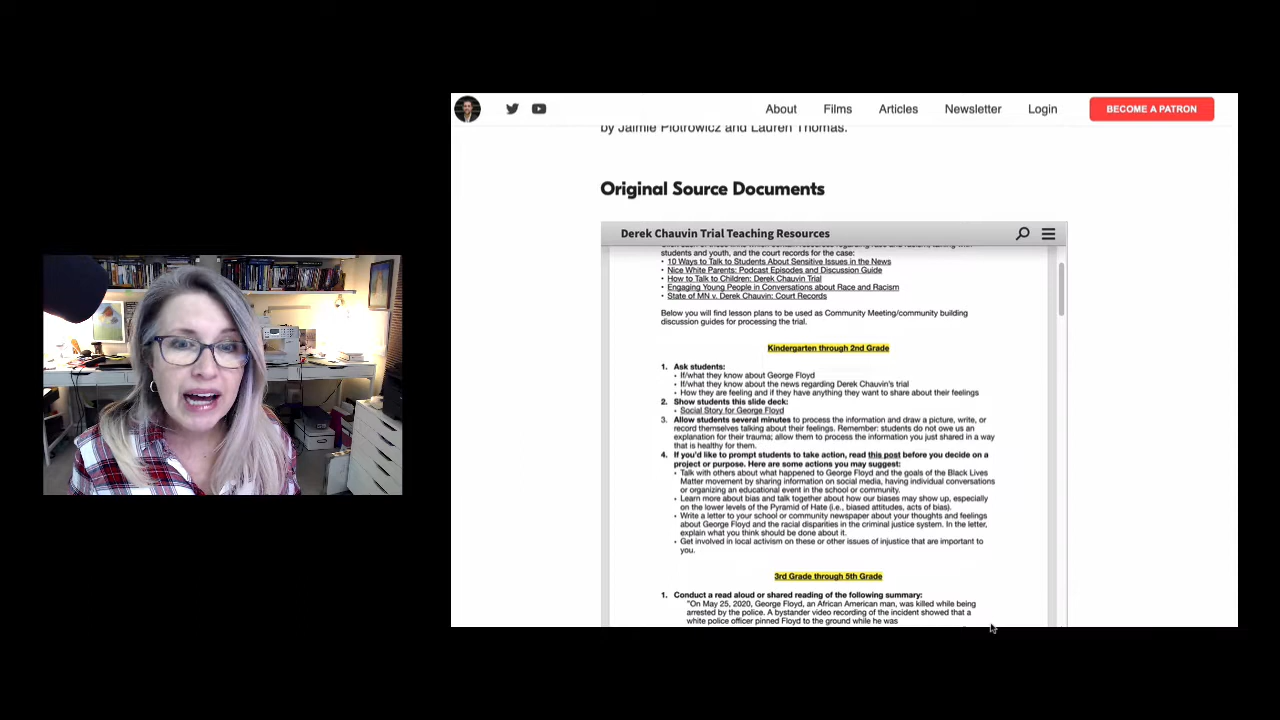 About Films Articles Newsletter Login BECOME A PATRON
by Jaimie Piotrowicz and Lauren Thomas.
Original Source Documents
Derek Chauvin Trial Teaching Resources
students and youth, and the court records for the case:
• 10 Ways to Talk to Students About Sensitive Issues in the News
• Nice White Parents: Podcast Episodes and Discussion Guide
• How to Talk to Children: Derek Chauvin Trial
• Engaging Young People in Conversations about Race and Racism
• State of MN v. Derek Chauvin: Court Records
Below you will find lesson plans to be used as Community Meeting/community building
discussion guides for processing the trial.
Kindergarten through 2nd Grade
1. Ask students:
• If/what they know about George Floyd
• If/what they know about the news regarding Derek Chauvin's trial
• How they are feeling and if they have anything they want to share about their feelings
2. Show students this slide deck:
• Social Story for George Floyd
3. Allow students several minutes to process the information and draw a picture, write, or
record themselves talking about their feelings. Remember: students do not owe us an
explanation for their trauma; allow them to process the information you just shared in a way
that is healthy for them.
4. If you'd like to prompt students to take action, read this post before you decide on a
project or purpose. Here are some actions you may suggest:
• Talk with others about what happened to George Floyd and the goals of the Black Lives
Matter movement by sharing information on social media, having individual conversations
or organizing an educational event in the school or community.
• Learn more about bias and talk together about how our biases may show up, especially
on the lower levels of the Pyramid of Hate (i.e., biased attitudes, acts of bias).
• Write a letter to your school or community newspaper about your thoughts and feelings
about George Floyd and the racial disparities in the criminal justice system. In the letter,
explain what you think should be done about it.
• Get involved in local activism on these or other issues of injustice that are important to
you.
3rd Grade through 5th Grade
1. Conduct a read aloud or shared reading of the following summary:
"On May 25, 2020, George Floyd, an African American man, was killed while being
arrested by the police. A bystander video recording of the incident showed that a
white police officer pinned Floyd to the ground while he was